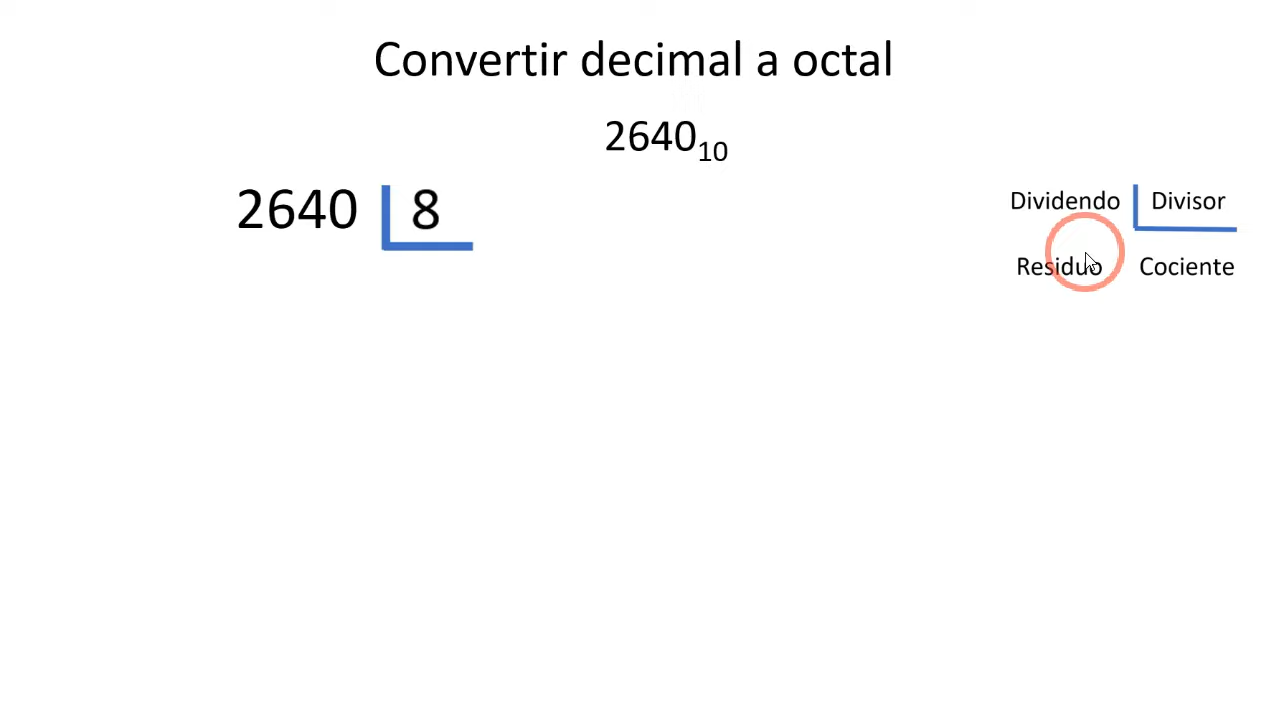 Convertir decimal a octal
2640₁₀
2640 8
Dividendo Divisor
Residuo Cociente